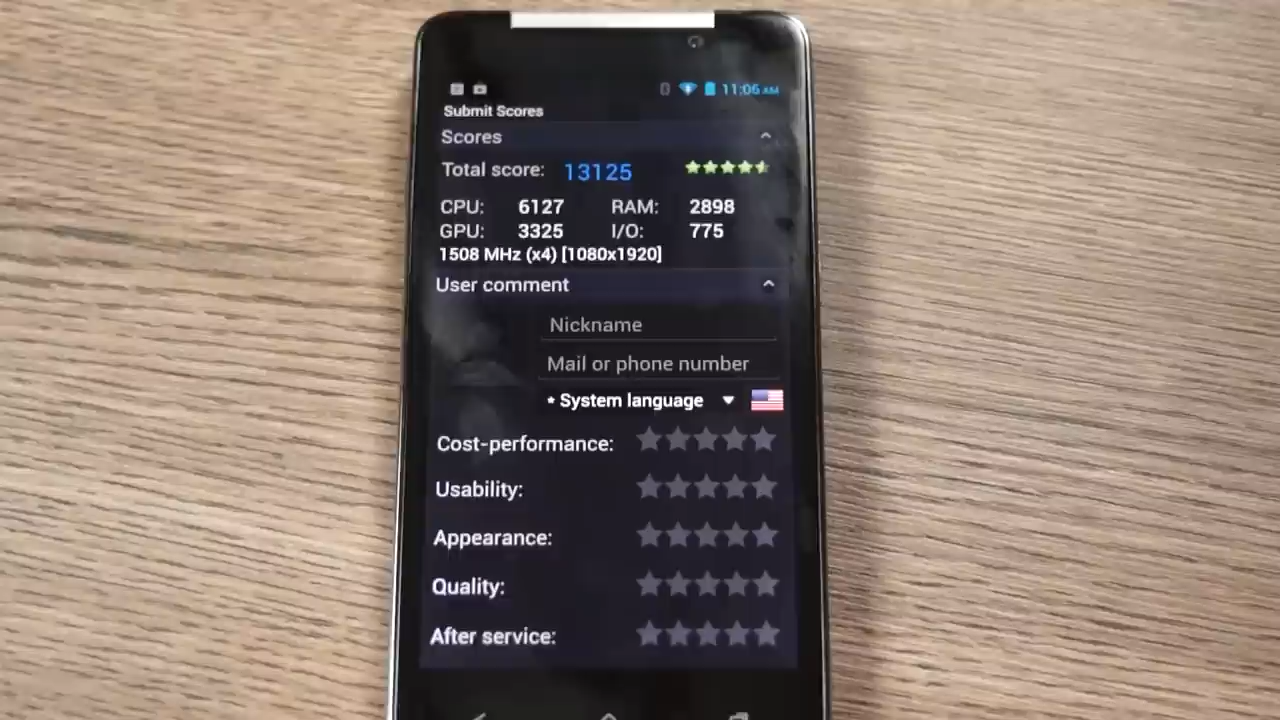 11:06 AM
Submit Scores
Scores
Total score: 13125
CPU: 6127 RAM: 2898
GPU: 3325 I/O: 775
1508 MHz (x4) [1080x1920]
User comment
Nickname
Mail or phone number
* System language
Cost-performance:
Usability:
Appearance:
Quality:
After service: